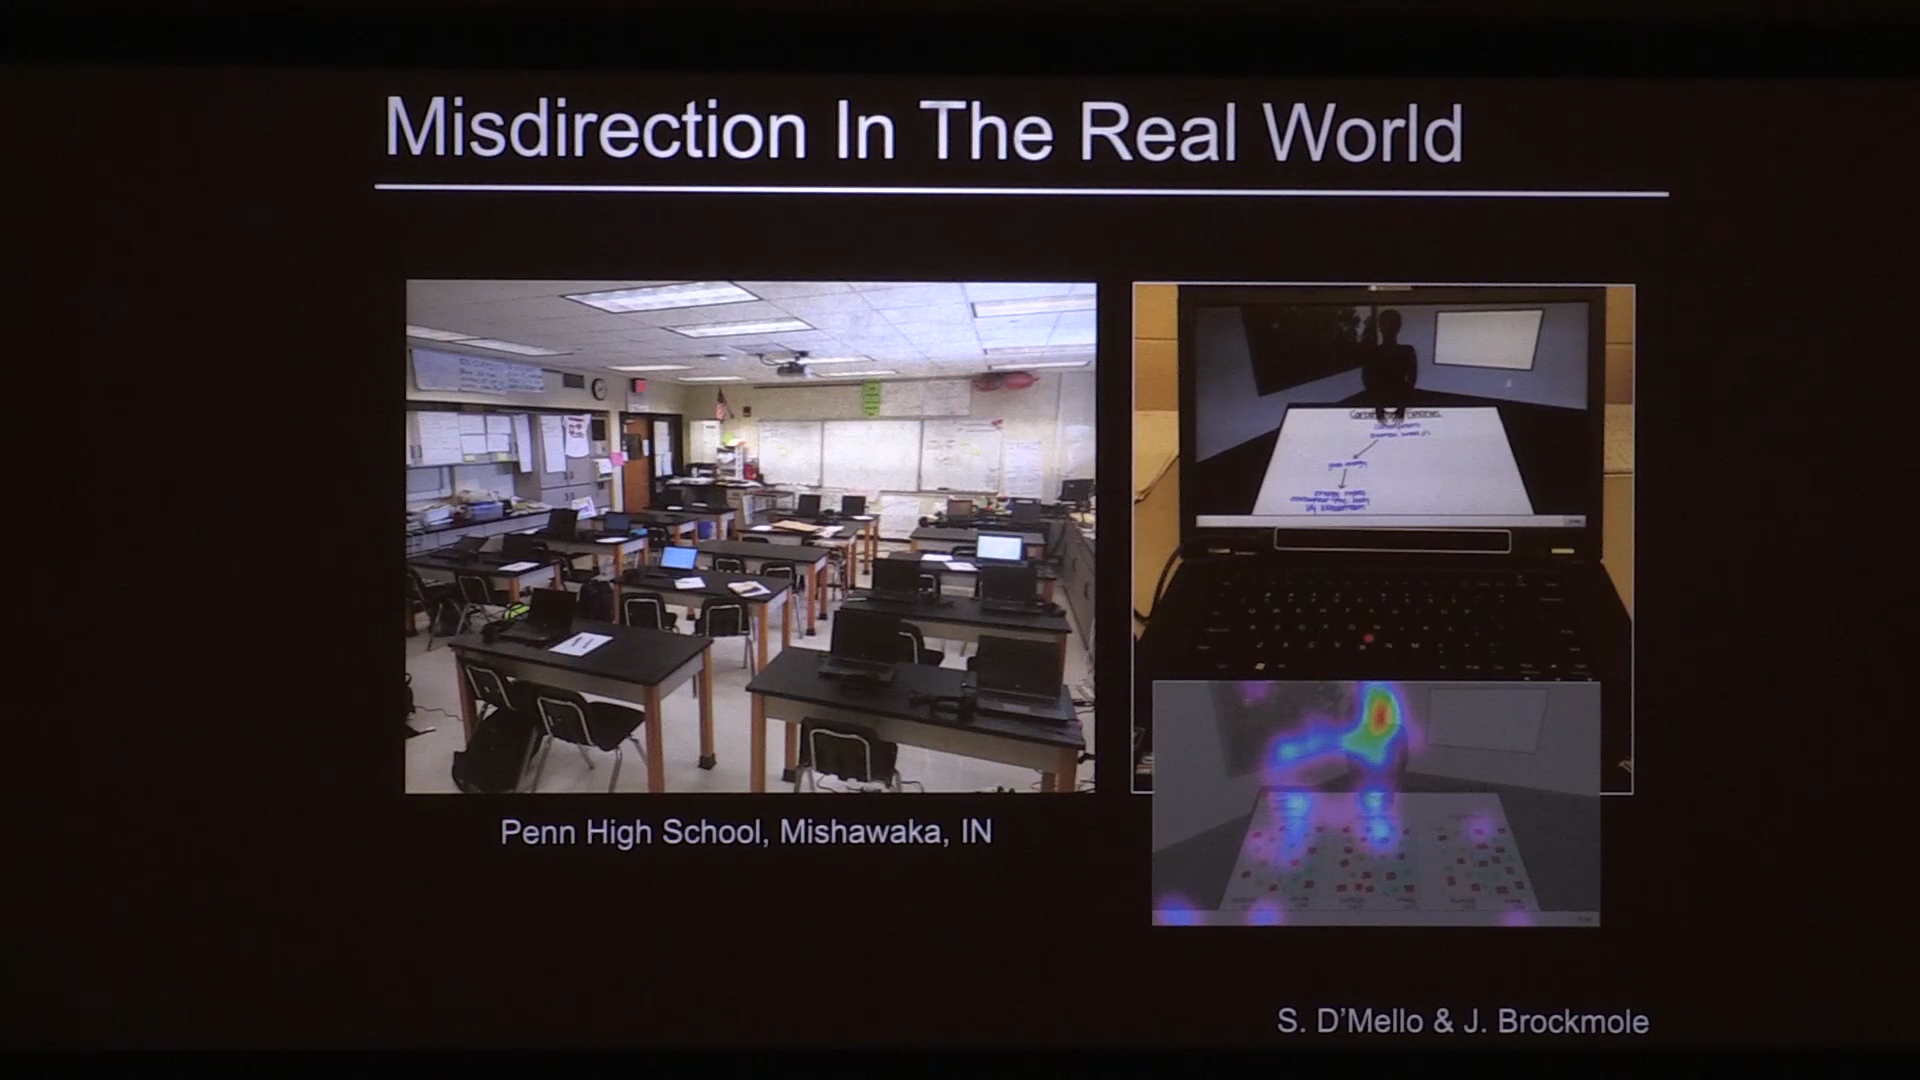 Misdirection In The Real World
Penn High School, Mishawaka, IN
S. D'Mello & J. Brockmole